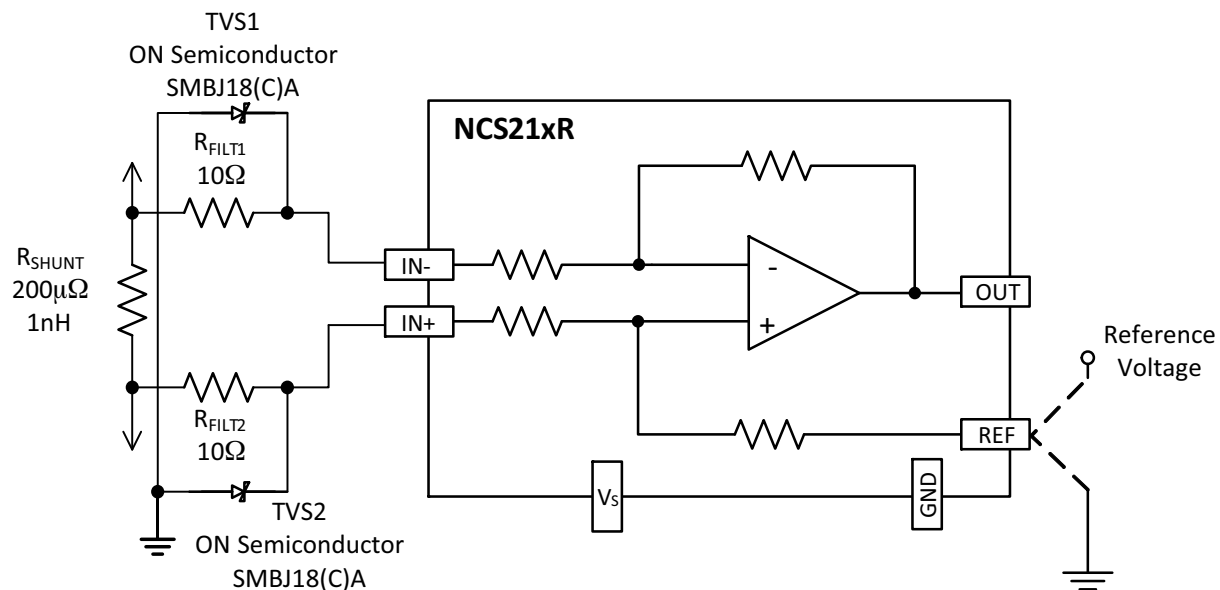 TVS1
ON Semiconductor
SMBJ18(C)A
NCS21xR
RFILT1
10Ω
RSHUNT
200μΩ
1nH
IN-
IN+
-
+
OUT
Reference
Voltage
RFILT2
10Ω
REF
VS
GND
TVS2
ON Semiconductor
SMBJ18(C)A